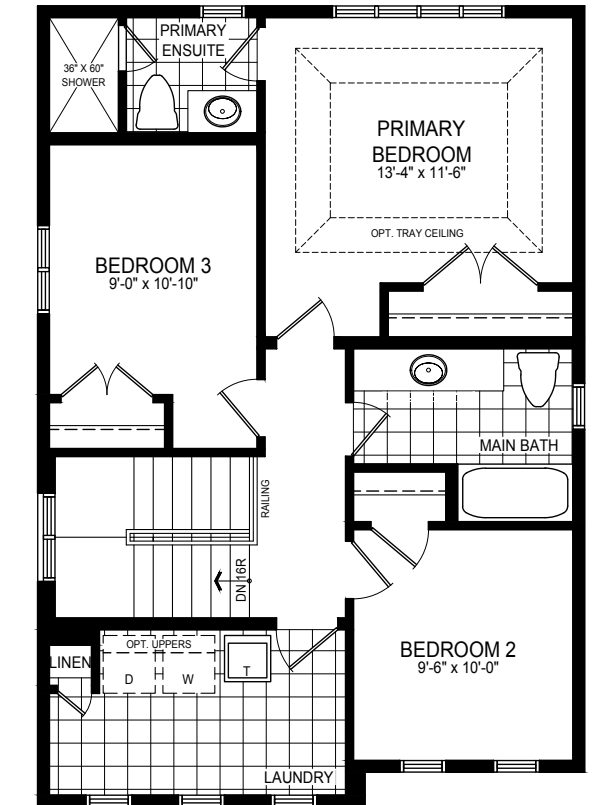 PRIMARY
ENSUITE
36" X 60"
SHOWER
PRIMARY
BEDROOM
13'-4" x 11'-6"
OPT. TRAY CEILING
BEDROOM 3
9'-0" x 10'-10"
MAIN BATH
RAILING
DN 16R
BEDROOM 2
9'-6" x 10'-0"
OPT. UPPERS
LINEN
D
W
T
LAUNDRY